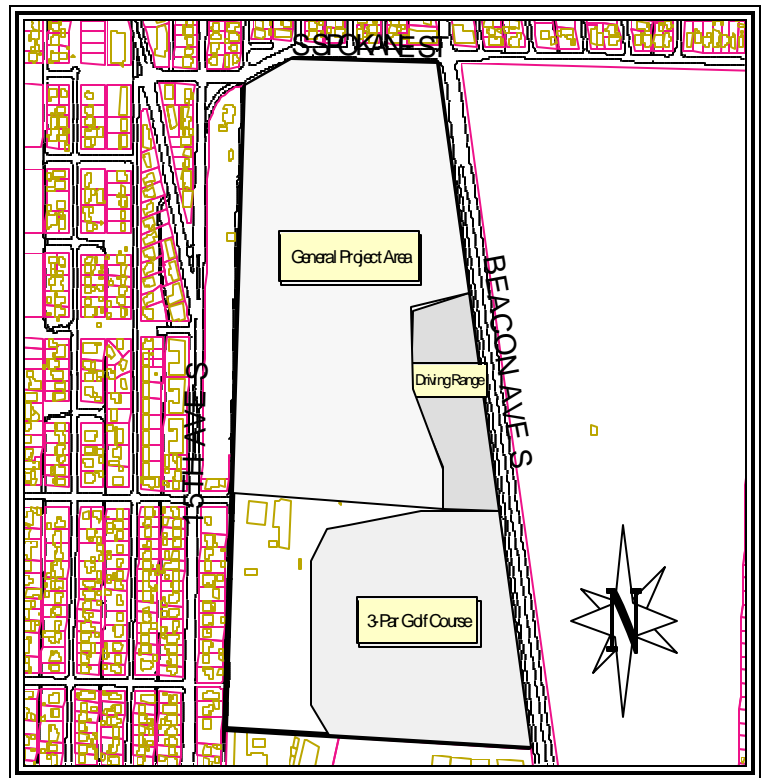 S SPOKANE ST
General Project Area
BEACON AVE S
Driving Range
15TH AVE S
3-Par Golf Course
N